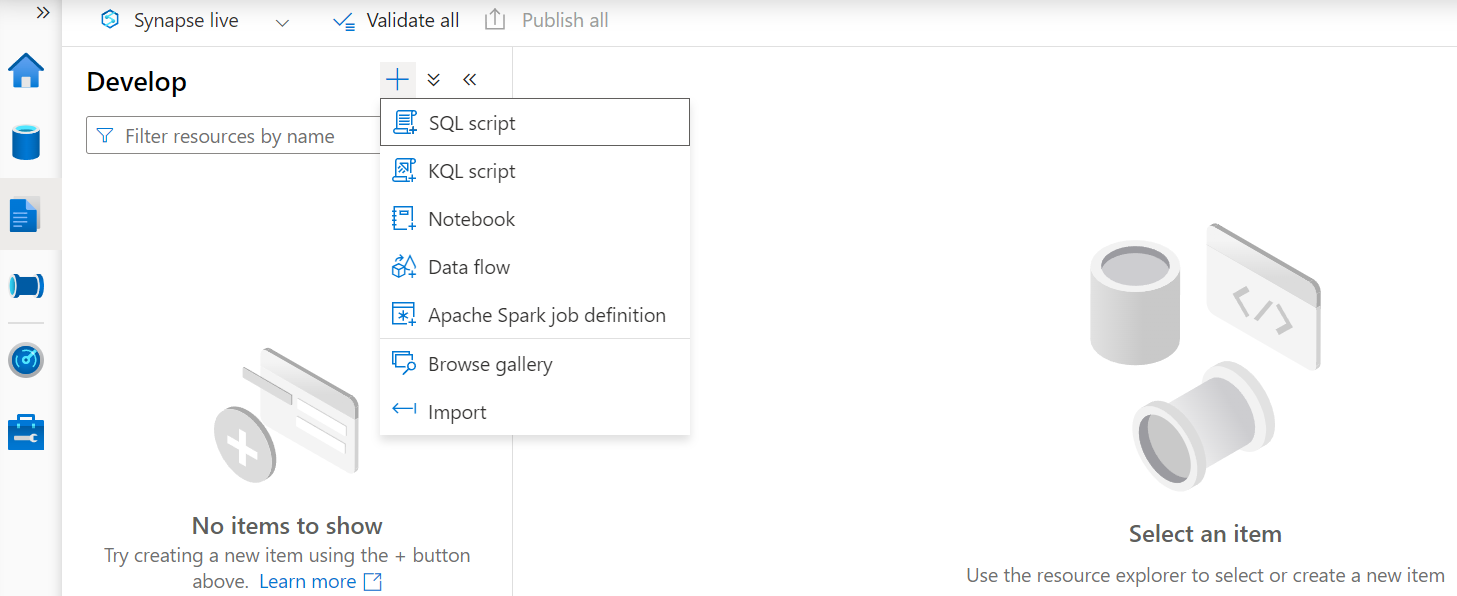 Synapse live
Validate all
Publish all
Develop
Filter resources by name
SQL script
KQL script
Notebook
Data flow
Apache Spark job definition
Browse gallery
Import
No items to show
Try creating a new item using the + button
above. Learn more
Select an item
Use the resource explorer to select or create a new item